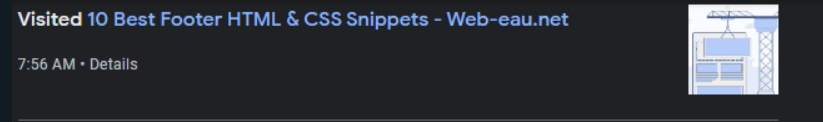 Visited 10 Best Footer HTML & CSS Snippets - Web-eau.net
7:56 AM • Details